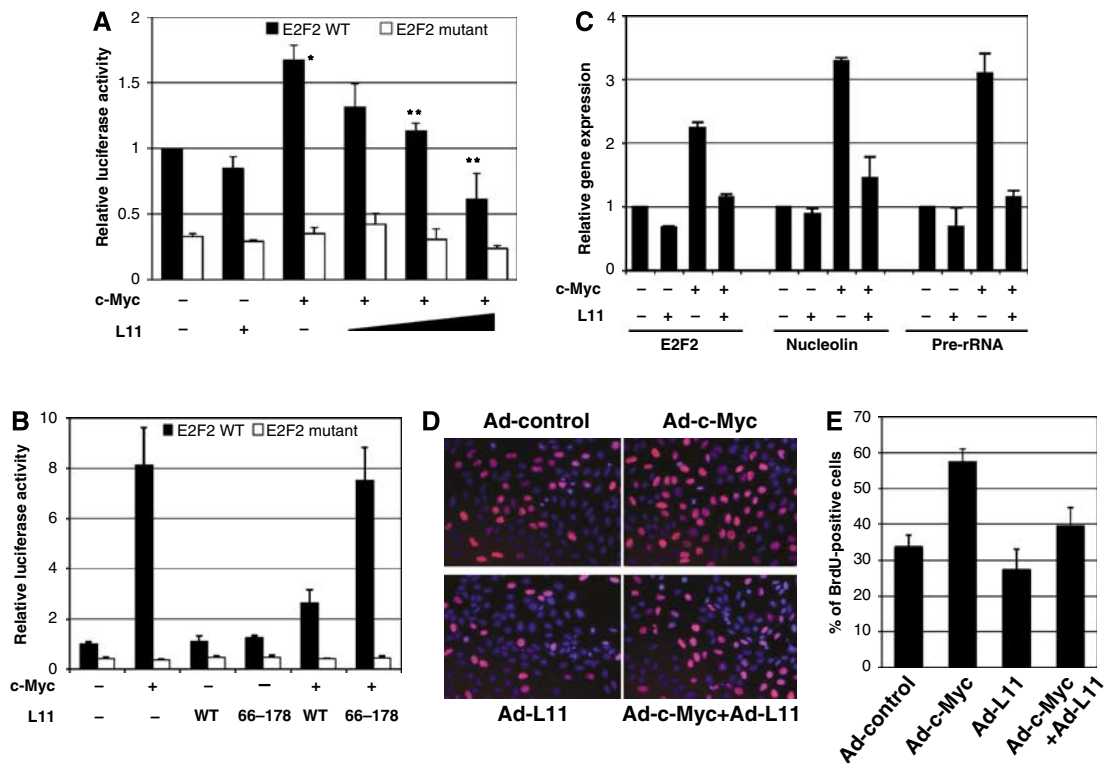 A
Relative luciferase activity
2
1.5
1
0.5
0
E2F2 WT E2F2 mutant
*
**
**
c-Myc – – + + + +
L11 – + –
C
Relative gene expression
4
3
2
1
0
c-Myc – – + + – – + + – – + +
L11 – + – + – + – + – + – +
E2F2 Nucleolin Pre-rRNA
B
Relative luciferase activity
10
8
6
4
2
0
E2F2 WT E2F2 mutant
c-Myc – + – – + +
L11 – – WT 66–178 WT 66–178
D
Ad-control Ad-c-Myc
Ad-L11 Ad-c-Myc+Ad-L11
E
% of BrdU-positive cells
70
60
50
40
30
20
10
0
Ad-control
Ad-c-Myc
Ad-L11
Ad-c-Myc
+Ad-L11